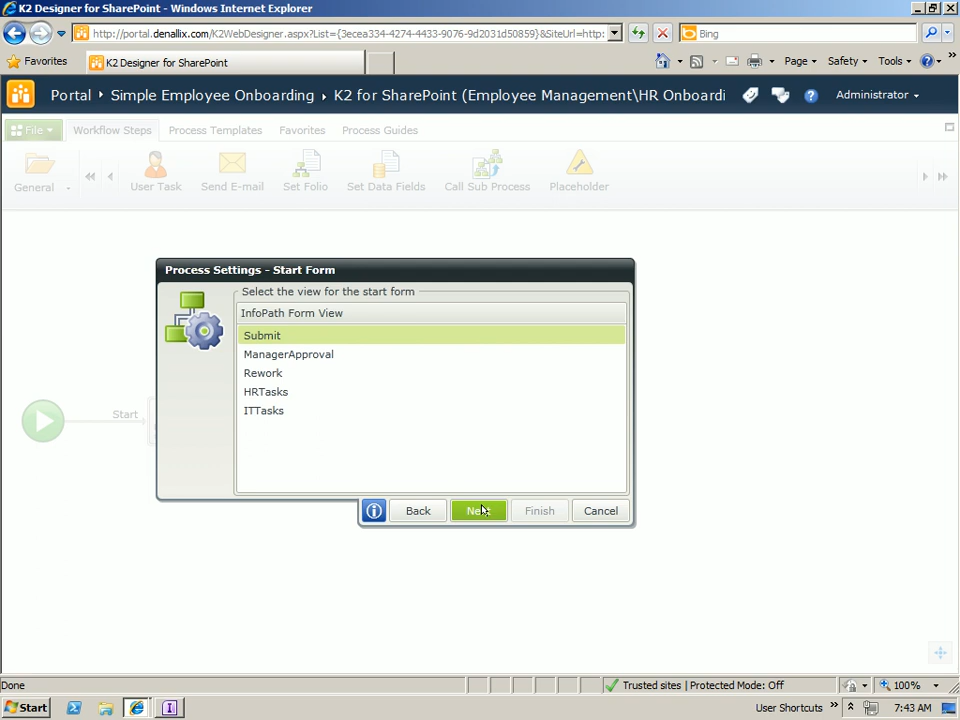 K2 Designer for SharePoint - Windows Internet Explorer
http://portal.denallix.com/K2WebDesigner.aspx?List={3ecea334-4274-4433-9076-9d2031d50859}&SiteUrl=http:
Bing
Favorites
K2 Designer for SharePoint
Page
Safety
Tools
Portal
Simple Employee Onboarding
K2 for SharePoint (Employee Management\HR Onboardi
Administrator
File
Workflow Steps
Process Templates
Favorites
Process Guides
General
User Task
Send E-mail
Set Folio
Set Data Fields
Call Sub Process
Placeholder
Process Settings - Start Form
Select the view for the start form
InfoPath Form View
Submit
ManagerApproval
Rework
HRTasks
ITTasks
Start
Back
Finish
Cancel
Done
Trusted sites | Protected Mode: Off
100%
Start
User Shortcuts
7:43 AM